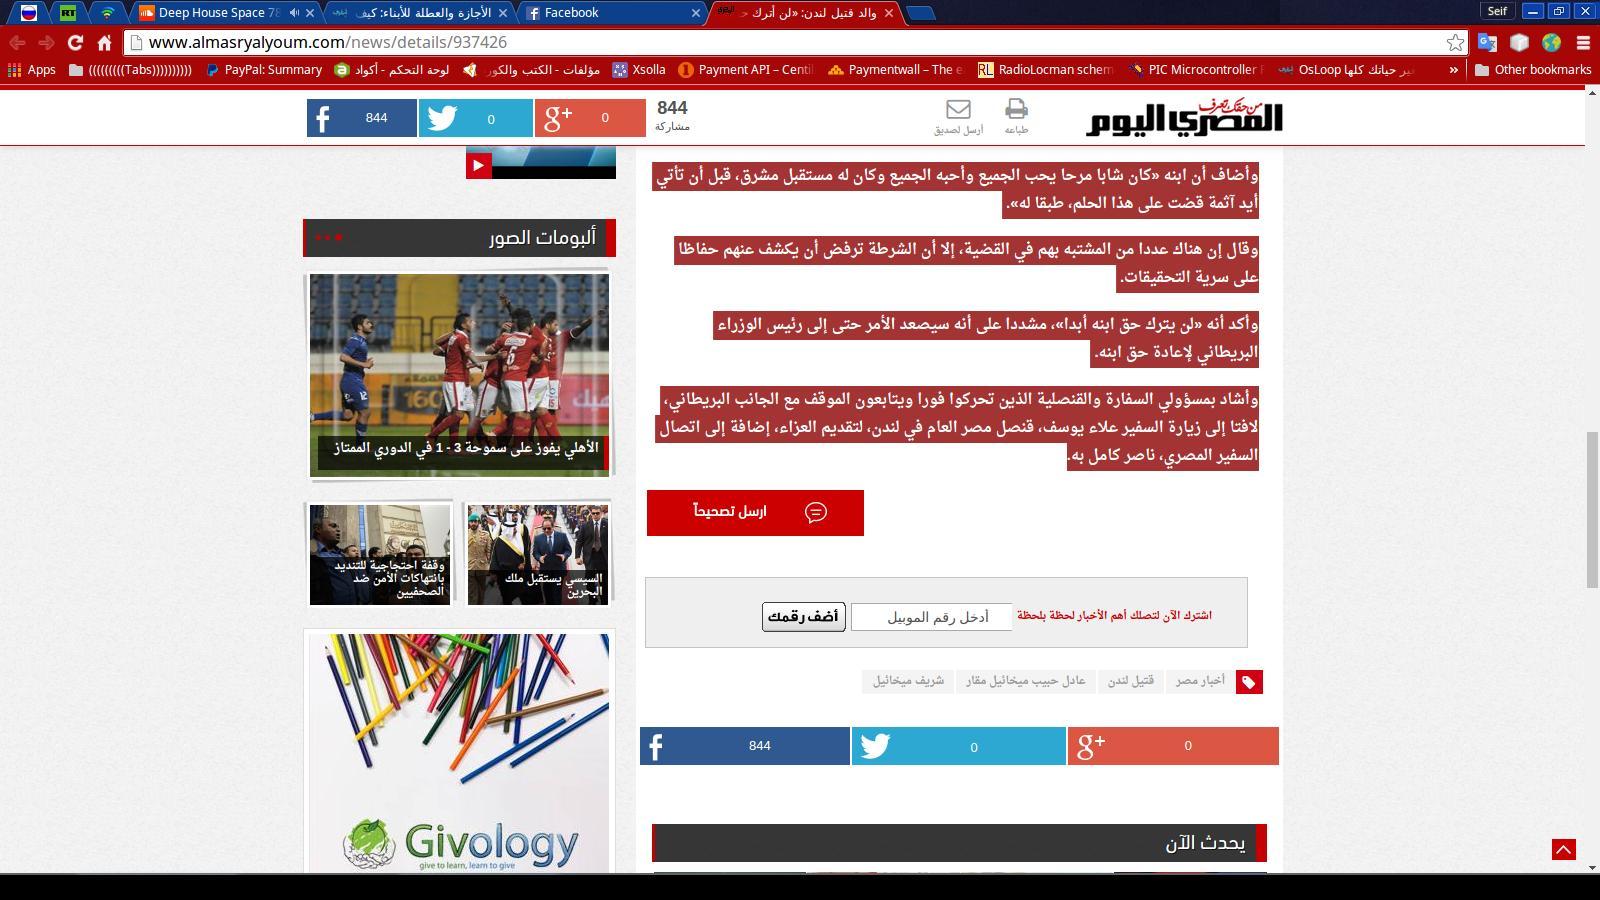 Deep House Space 78
الأجازة والعطلة للأبناء: كيف
Facebook
والد قتيل لندن: «لن أترك
Seif
www.almasryalyoum.com/news/details/937426
Apps
(((((((((Tabs))))))))))
PayPal: Summary
لوحة التحكم - أكواد
مؤلفات - الكتب والكور
Xsolla
Payment API – Centi
Paymentwall – The e
RadioLocman schem
PIC Microcontroller F
OsLoop غير حياتك كلها
»
Other bookmarks
844
0
0
844
مشاركة
أرسل لصديق
طباعه
من حقك تعرف
المصري اليوم
وأضاف أن ابنه «كان شابا مرحا يحب الجميع وأحبه الجميع وكان له مستقبل مشرق، قبل أن تأتي
أيد آثمة قضت على هذا الحلم، طبقا له».
وقال إن هناك عددا من المشتبه بهم في القضية، إلا أن الشرطة ترفض أن يكشف عنهم حفاظا
على سرية التحقيقات.
وأكد أنه «لن يترك حق ابنه أبدا»، مشددا على أنه سيصعد الأمر حتى إلى رئيس الوزراء
البريطاني لإعادة حق ابنه.
وأشاد بمسؤولي السفارة والقنصلية الذين تحركوا فورا ويتابعون الموقف مع الجانب البريطاني،
لافتا إلى زيارة السفير علاء يوسف، قنصل مصر العام في لندن، لتقديم العزاء، إضافة إلى اتصال
السفير المصري، ناصر كامل به.
ارسل تصحيحاً
اشترك الآن لتصلك أهم الأخبار لحظة بلحظة
أدخل رقم الموبيل
أضف رقمك
أخبار مصر
قتيل لندن
عادل حبيب ميخائيل مقار
شريف ميخائيل
844
0
0
يحدث الآن
ألبومات الصور
الأهلي يفوز على سموحة 3 - 1 في الدوري الممتاز
السيسي يستقبل ملك
البحرين
وقفة احتجاجية للتنديد
بانتهاكات الأمن ضد
الصحفيين
Givology
give to learn, learn to give